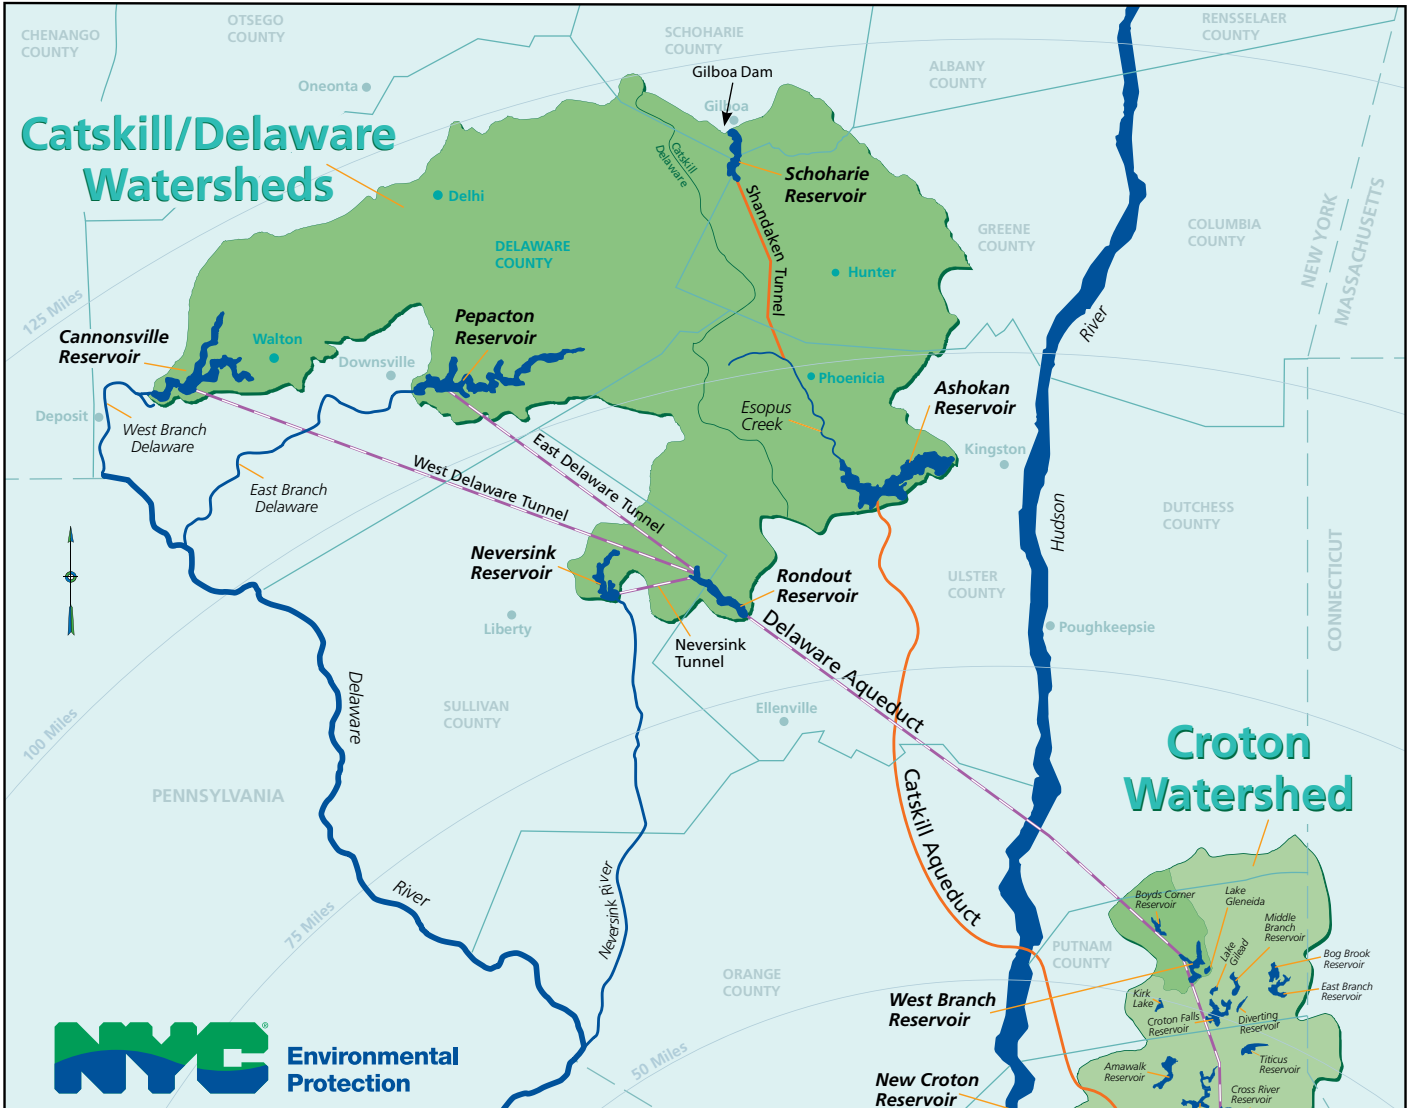 CHENANGO
COUNTY
OTSEGO
COUNTY
SCHOHARIE
COUNTY
RENSSELAER
COUNTY
ALBANY
COUNTY
Gilboa Dam
Oneonta
Gilboa
Catskill/Delaware
Watersheds
Catskill
Delaware
Schoharie
Reservoir
Delhi
Shandaken Tunnel
DELAWARE
COUNTY
Hunter
GREENE
COUNTY
COLUMBIA
COUNTY
NEW YORK
MASSACHUSETTS
125 Miles
Cannonsville
Reservoir
Walton
Pepacton
Reservoir
Downsville
River
Phoenicia
Ashokan
Reservoir
Esopus
Creek
Deposit
West Branch
Delaware
East Delaware Tunnel
West Delaware Tunnel
Kingston
East Branch
Delaware
Hudson
DUTCHESS
COUNTY
CONNECTICUT
Neversink
Reservoir
Rondout
Reservoir
ULSTER
COUNTY
Liberty
Neversink
Tunnel
Delaware Aqueduct
Poughkeepsie
Delaware
SULLIVAN
COUNTY
Ellenville
100 Miles
Croton
Watershed
PENNSYLVANIA
Catskill Aqueduct
River
Neversink River
75 Miles
Boyds Corner
Reservoir
Lake
Gleneida
Middle
Branch
Reservoir
Lake
Gilead
PUTNAM
COUNTY
Bog Brook
Reservoir
East Branch
Reservoir
ORANGE
COUNTY
West Branch
Reservoir
Kirk
Lake
Croton Falls
Reservoir
Diverting
Reservoir
50 Miles
NYC®
Environmental
Protection
Amawalk
Reservoir
Titicus
Reservoir
New Croton
Reservoir
Cross River
Reservoir